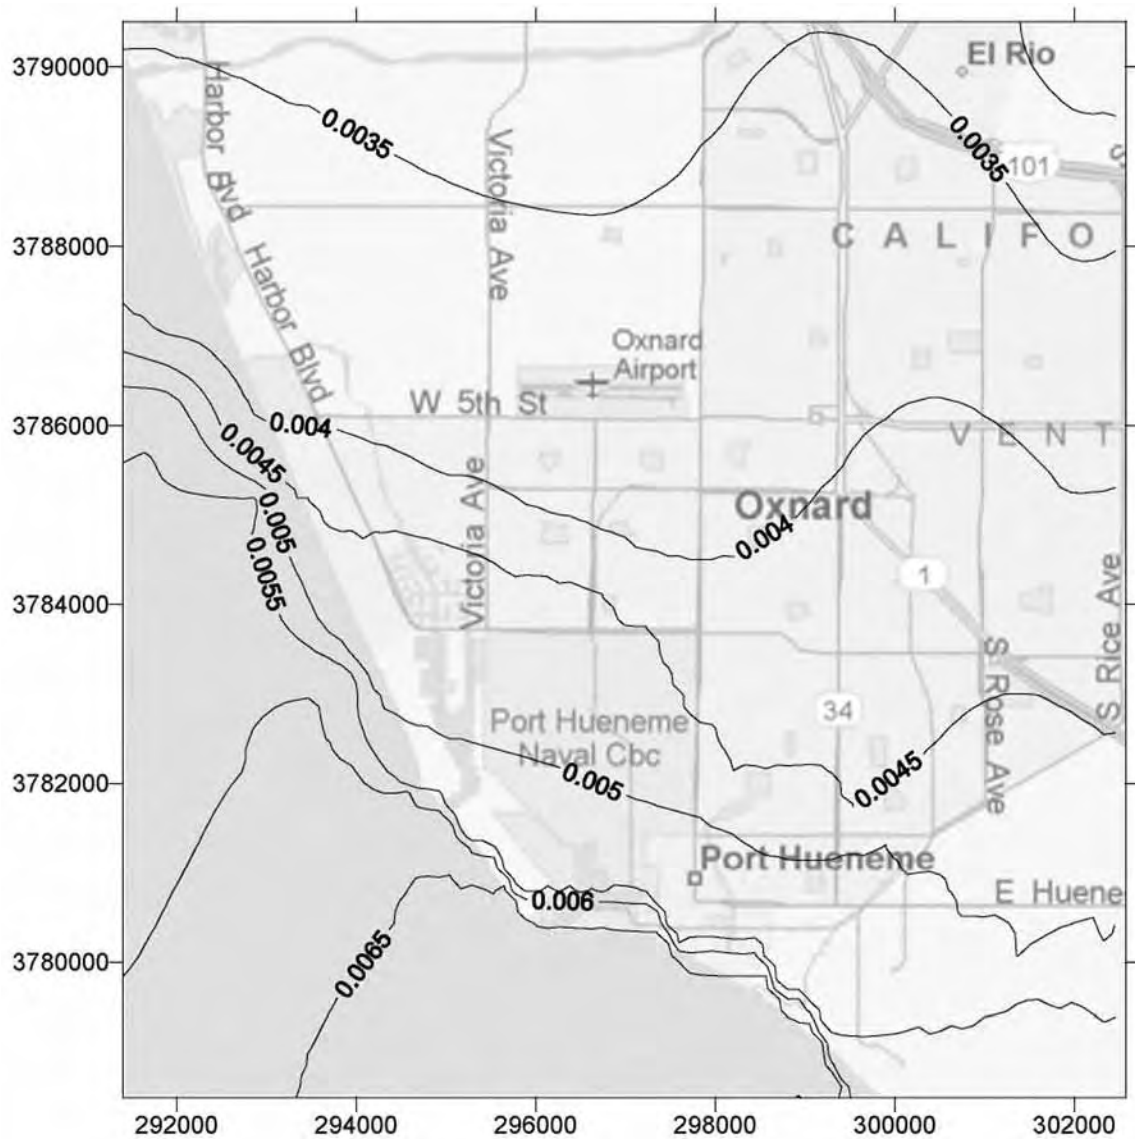 3790000
3788000
3786000
3784000
3782000
3780000
El Rio
Harbor Blvd
Victoria Ave
0.0035
0.0035
101
S
C A L I F O
Harbor Blvd
Oxnard
Airport
W 5th St
0.004
V E N T
0.0045
Victoria Ave
Oxnard
0.004
0.005
0.0055
1
S Rice Ave
S Rose Ave
34
Port Hueneme
Naval Cbc
0.005
0.0045
Port Hueneme
E Huene
0.006
0.0065
292000 294000 296000 298000 300000 302000